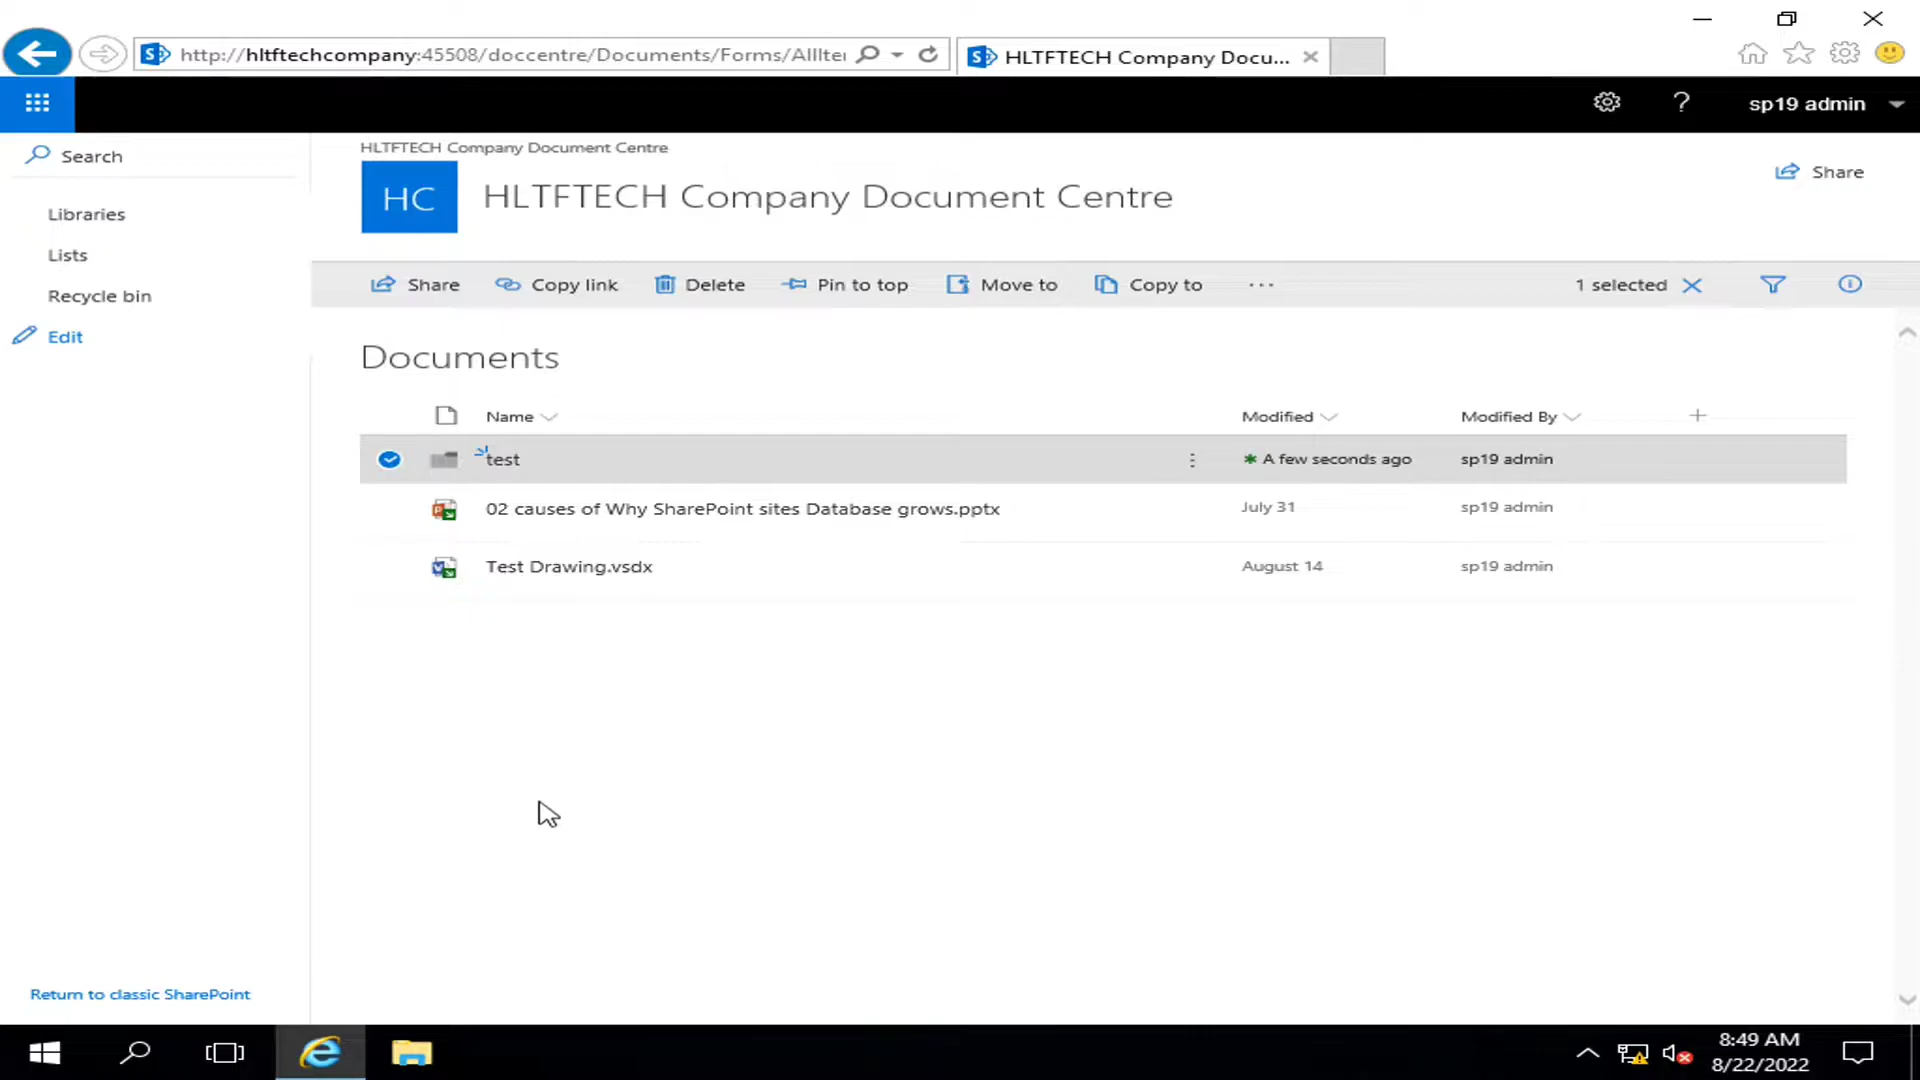 http://hltftechcompany:45508/doccentre/Documents/Forms/AllIte
HLTFTECH Company Docu...
sp19 admin
Search
Libraries
Lists
Recycle bin
Edit
Return to classic SharePoint
HLTFTECH Company Document Centre
HC
HLTFTECH Company Document Centre
Share
Share
Copy link
Delete
Pin to top
Move to
Copy to
...
1 selected
Documents
Name
Modified
Modified By
test
A few seconds ago
sp19 admin
02 causes of Why SharePoint sites Database grows.pptx
July 31
sp19 admin
Test Drawing.vsdx
August 14
sp19 admin
8:49 AM
8/22/2022